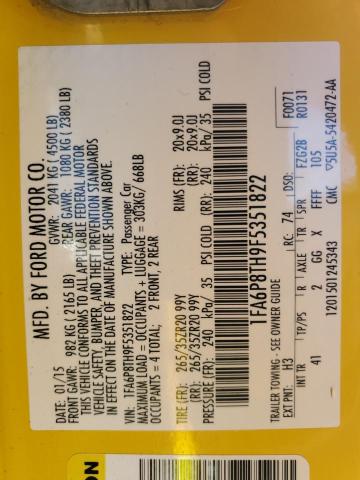 MFD. BY FORD MOTOR CO.
DATE: 01/15 GVWR: 2041 KG ( 4500 LB)
FRONT GAWR: 982 KG ( 2165 LB) REAR GAWR: 1080 KG ( 2380 LB)
THIS VEHICLE CONFORMS TO ALL APPLICABLE FEDERAL MOTOR
VEHICLE SAFETY, BUMPER, AND THEFT PREVENTION STANDARDS
IN EFFECT ON THE DATE OF MANUFACTURE SHOWN ABOVE.
VIN: 1FA6P8TH9F5351822 TYPE: Passenger Car
MAXIMUM LOAD = OCCUPANTS + LUGGAGE = 303KG/ 668LB
OCCUPANTS = 4 TOTAL; 2 FRONT, 2 REAR
TIRE (FR): 265/35ZR20 99Y RIMS (FR): 20x9.0J
(RR): 265/35ZR20 99Y (RR): 20x9.0J
PRESSURE (FR): 240 kPa/ 35 PSI COLD (RR): 240 kPa/ 35 PSI COLD
1FA6P8TH9F5351822
TRAILER TOWING - SEE OWNER GUIDE F0071
EXT PNT: H3 RC: 74 DSO: R0131
INT TR TP/PS R AXLE TR SPR FZG2B
41 2 GG X FFFF 105
1201501245343 CMC ♡5U5A-5420472-AA
ON